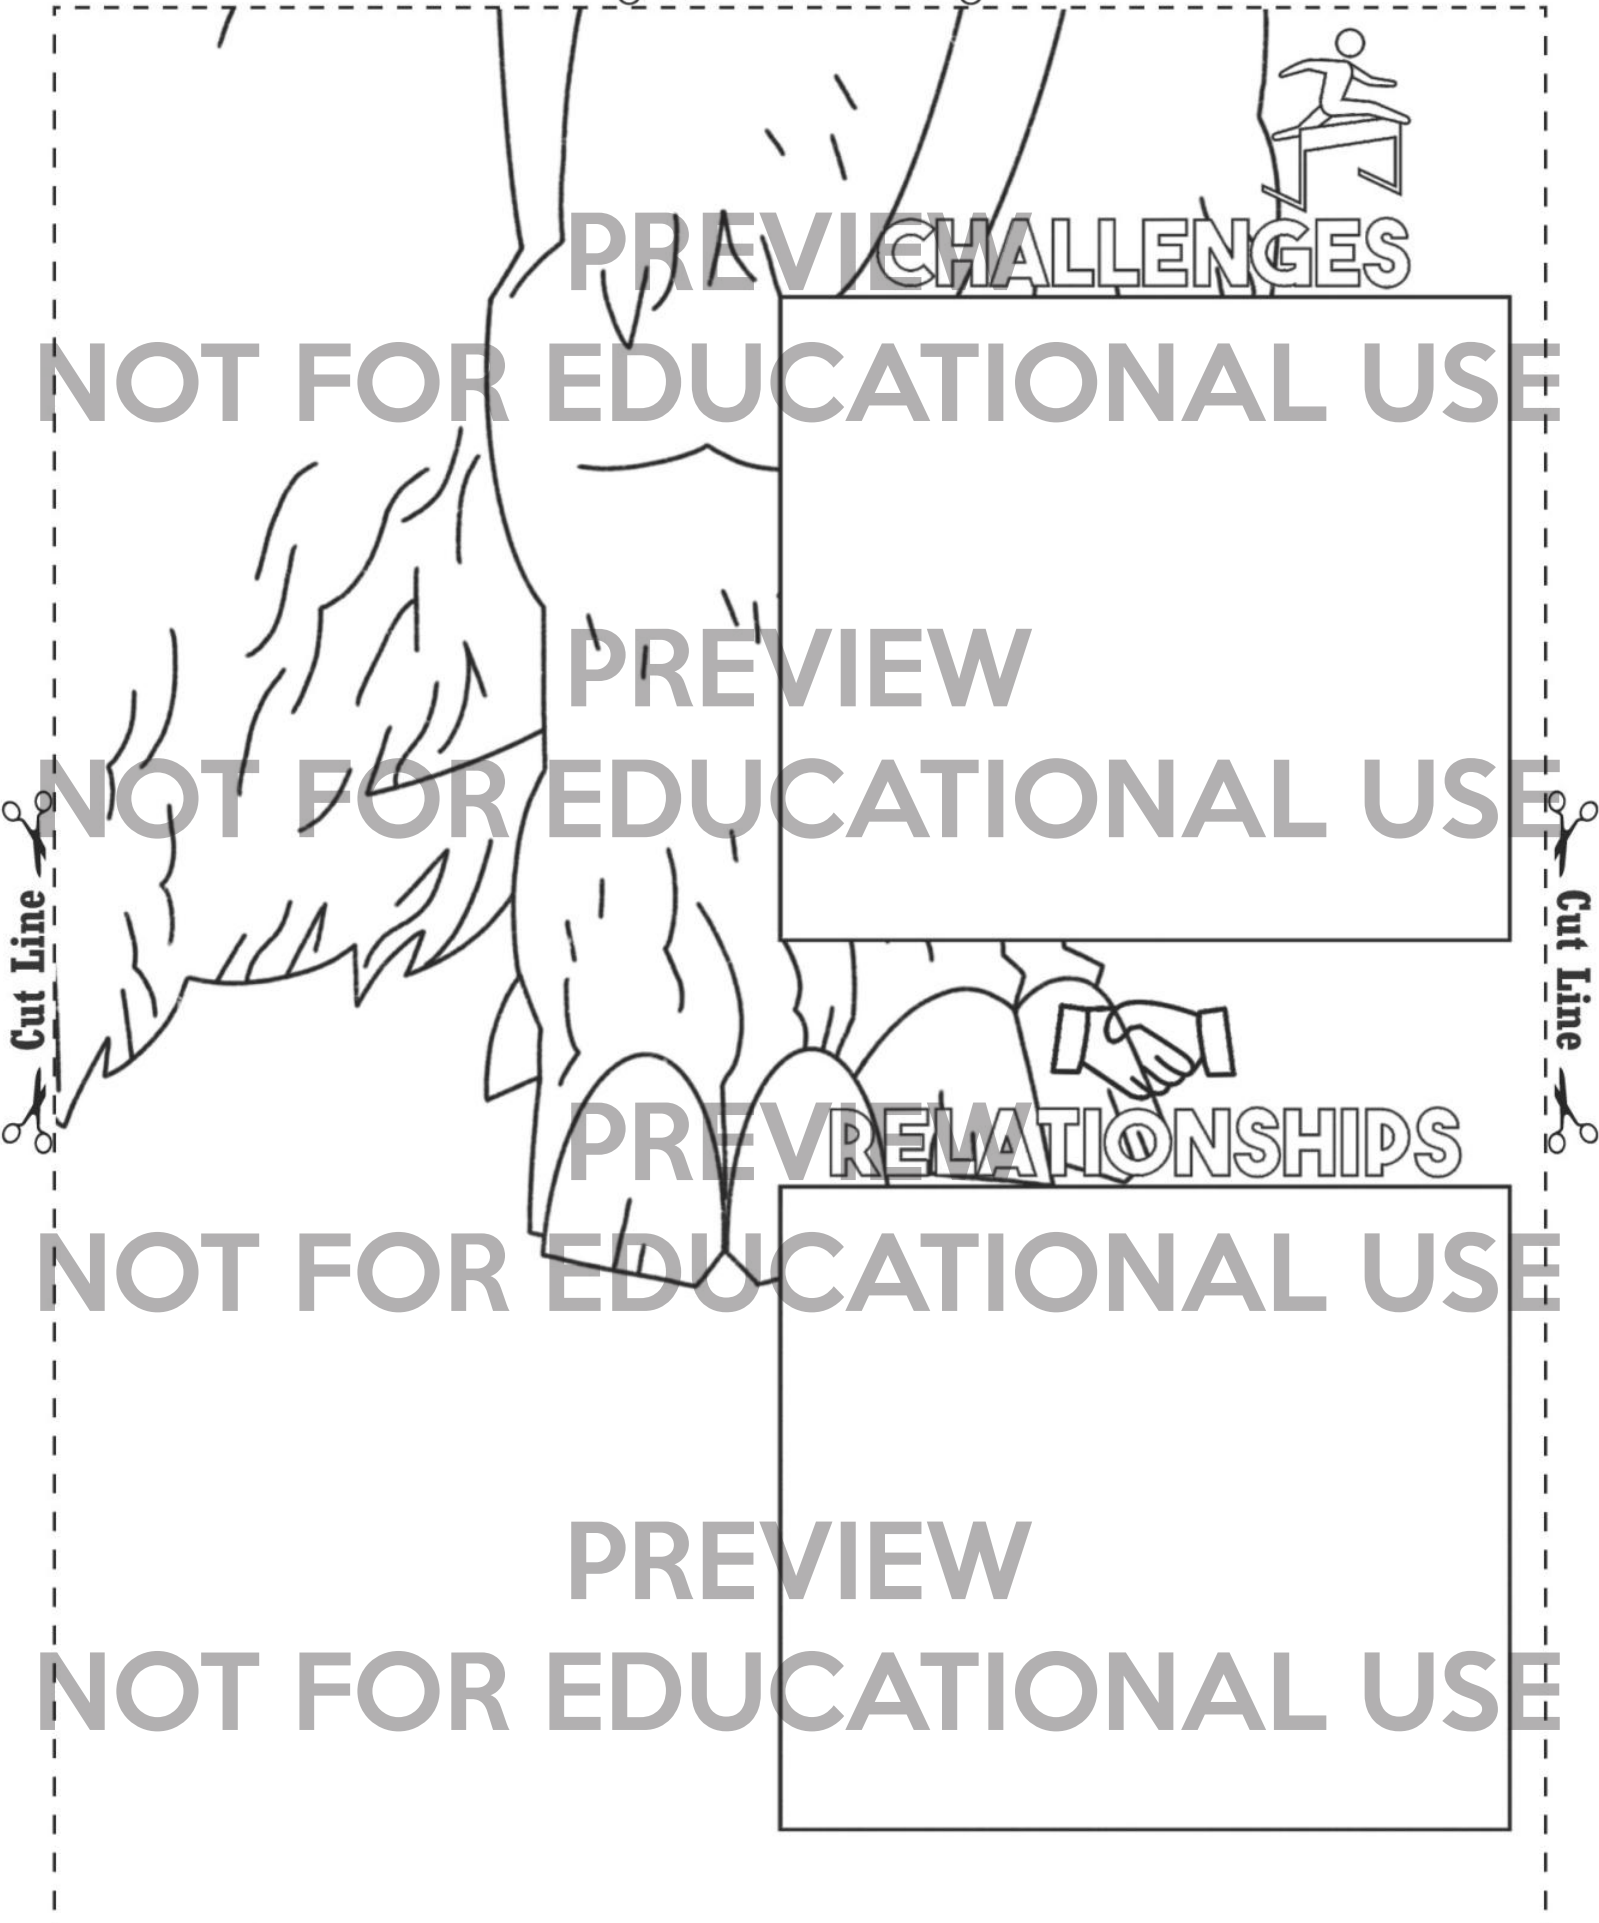 PREVIEW
CHALLENGES
NOT FOR EDUCATIONAL USE
PREVIEW
NOT FOR EDUCATIONAL USE
Cut Line
Cut Line
PREVIEW
RELATIONSHIPS
NOT FOR EDUCATIONAL USE
PREVIEW
NOT FOR EDUCATIONAL USE